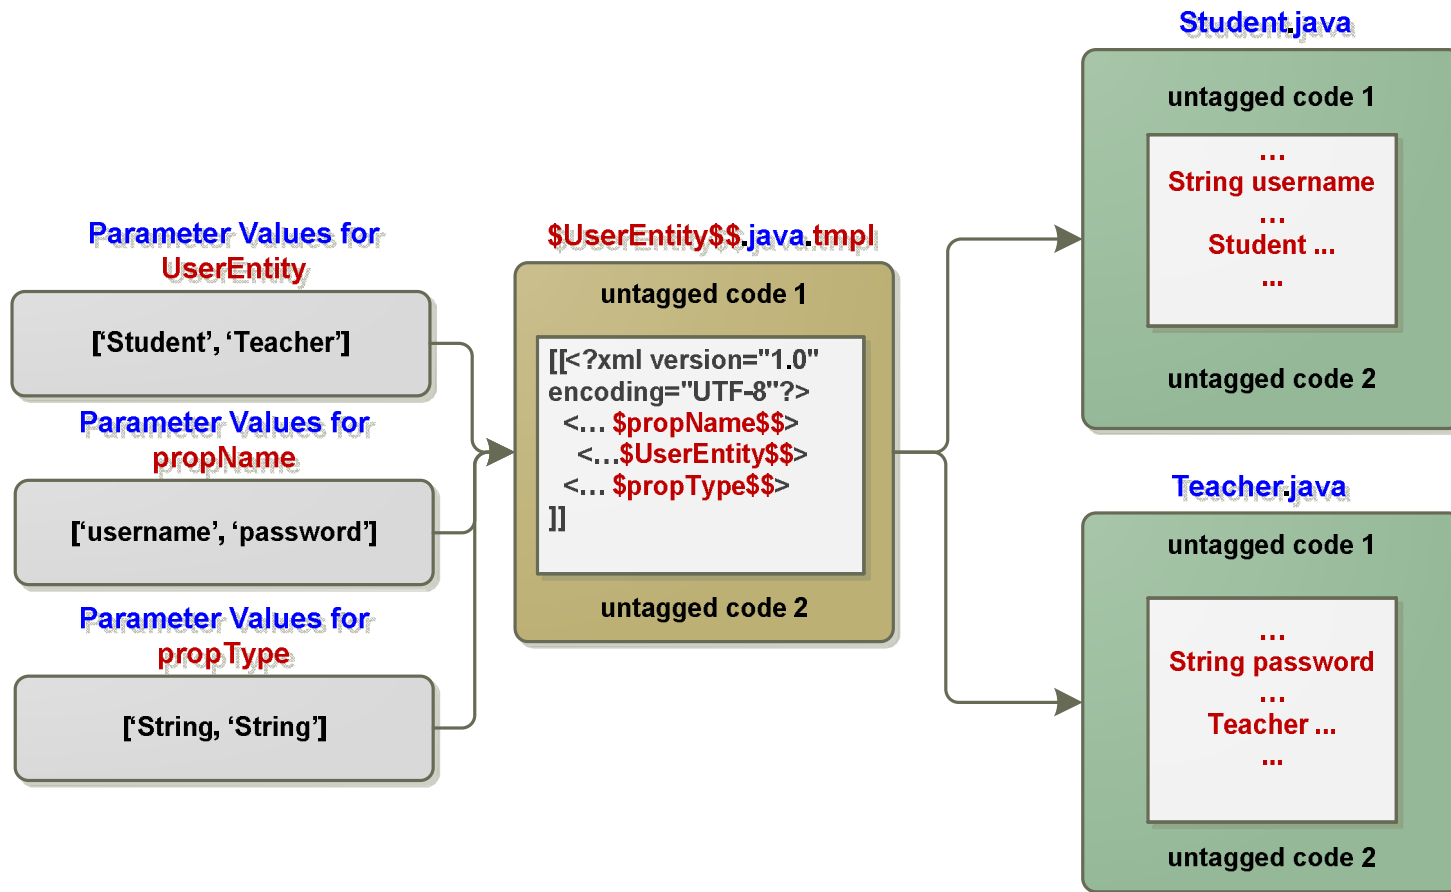 Parameter Values for
UserEntity
['Student', 'Teacher']
Parameter Values for
propName
['username', 'password']
Parameter Values for
propType
['String, 'String']
$UserEntity$$.java.tmpl
untagged code 1
[[<?xml version="1.0"
encoding="UTF-8"?>
<... $propName$$>
<...$UserEntity$$>
<... $propType$$>
]]
untagged code 2
Student.java
untagged code 1
...
String username
...
Student ...
...
untagged code 2
Teacher.java
untagged code 1
...
String password
...
Teacher ...
...
untagged code 2